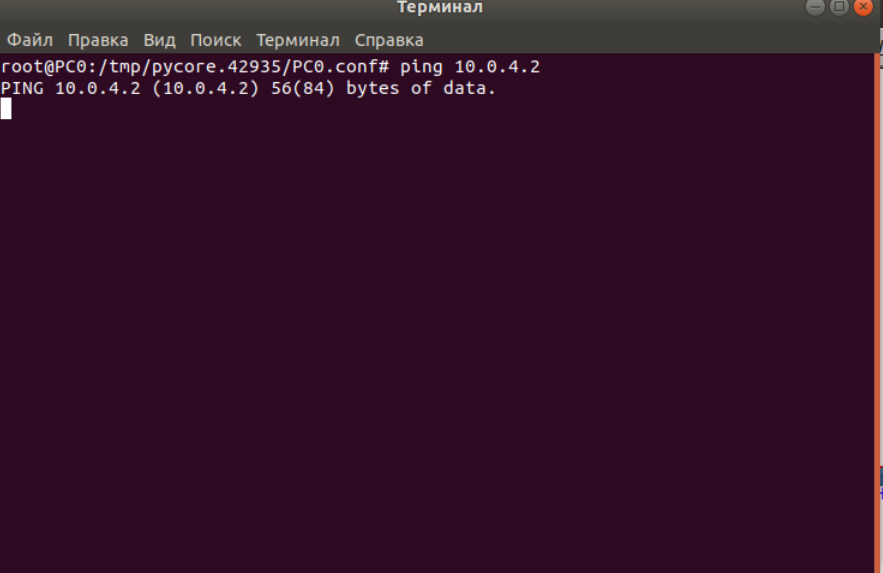 Терминал
Файл Правка Вид Поиск Терминал Справка
root@PC0:/tmp/pycore.42935/PC0.conf# ping 10.0.4.2
PING 10.0.4.2 (10.0.4.2) 56(84) bytes of data.